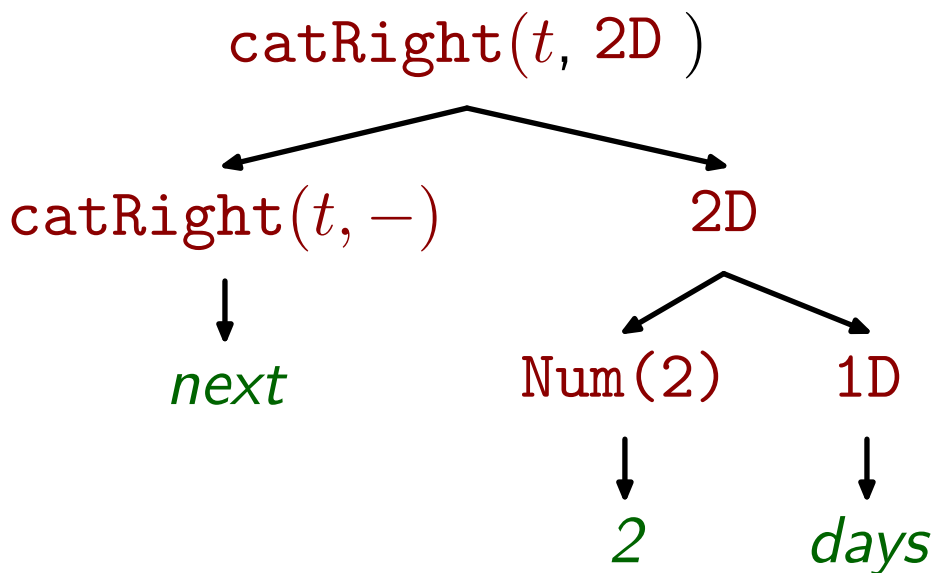 catRight(t, 2D )
catRight(t, −) 2D
next Num(2) 1D
2 days